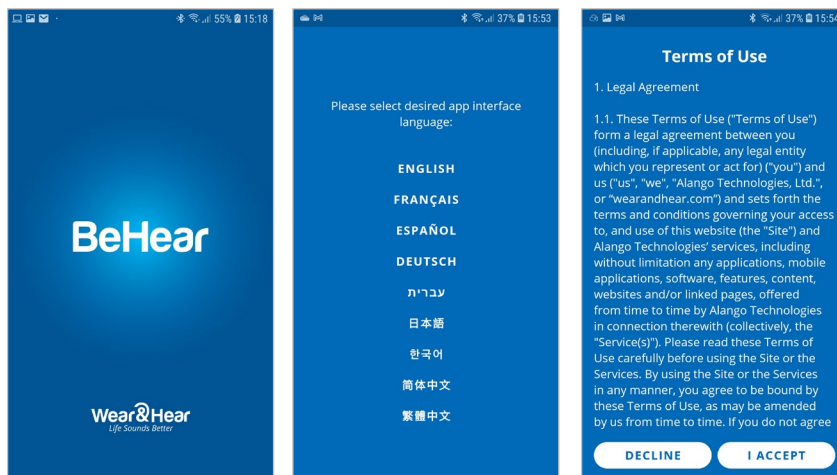 55% 15:18
BeHear
Wear&Hear
Life Sounds Better
37% 15:53
Please select desired app interface
language:
ENGLISH
FRANÇAIS
ESPAÑOL
DEUTSCH
עברית
日本語
한국어
简体中文
繁體中文
37% 15:54
Terms of Use
1. Legal Agreement
1.1. These Terms of Use ("Terms of Use")
form a legal agreement between you
(including, if applicable, any legal entity
which you represent or act for) ("you") and
us ("us", "we", "Alango Technologies, Ltd.",
or “wearandhear.com”) and sets forth the
terms and conditions governing your access
to, and use of this website (the "Site") and
Alango Technologies’ services, including
without limitation any applications, mobile
applications, software, features, content,
websites and/or linked pages, offered
from time to time by Alango Technologies
in connection therewith (collectively, the
"Service(s)"). Please read these Terms of
Use carefully before using the Site or the
Services. By using the Site or the Services
in any manner, you agree to be bound by
these Terms of Use, as may be amended
by us from time to time. If you do not agree
DECLINE
I ACCEPT